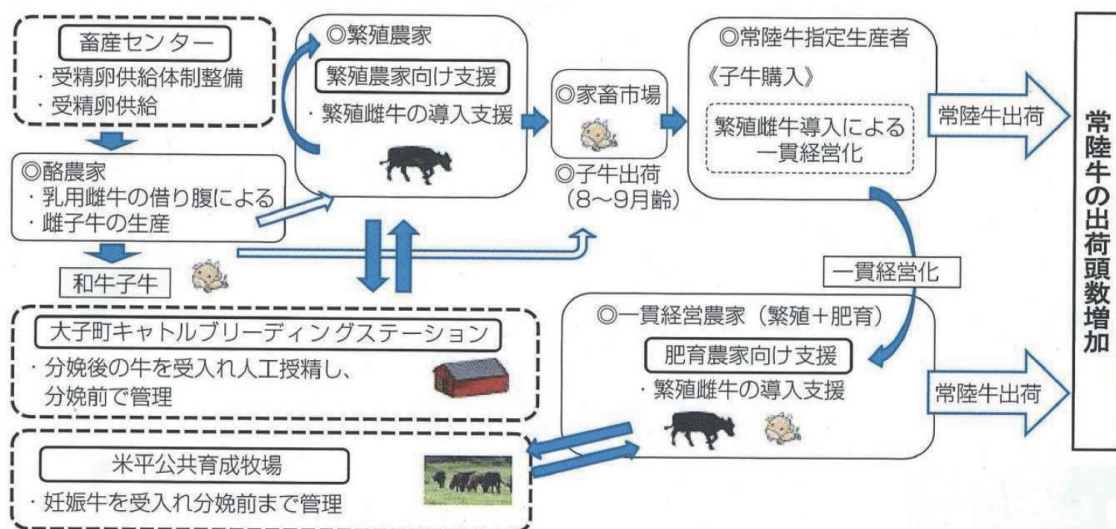 畜産センター
・受精卵供給体制整備
・受精卵供給
◎酪農家
・乳用雌牛の借り腹による
・雌子牛の生産
和牛子牛
◎繁殖農家
繁殖農家向け支援
・繁殖雌牛の導入支援
◎家畜市場
◎子牛出荷
(8〜9月齢)
◎常陸牛指定生産者
《子牛購入》
繁殖雌牛導入による
一貫経営化
常陸牛出荷
一貫経営化
大子町キャトルブリーディングステーション
・分娩後の牛を受入れ人工授精し、
分娩前で管理
米平公共育成牧場
・妊娠牛を受入れ分娩前まで管理
◎一貫経営農家(繁殖+肥育)
肥育農家向け支援
・繁殖雌牛の導入支援
常陸牛出荷
常陸牛の出荷頭数増加